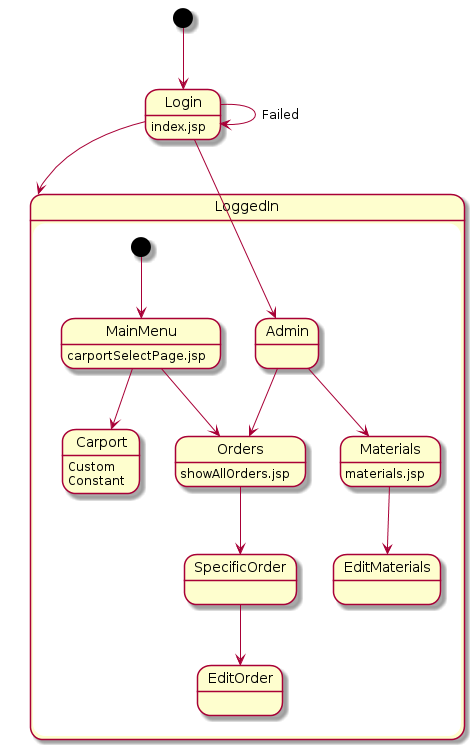 Login
index.jsp
Failed
LoggedIn
MainMenu
carportSelectPage.jsp
Admin
Carport
Custom
Constant
Orders
showAllOrders.jsp
Materials
materials.jsp
SpecificOrder
EditMaterials
EditOrder